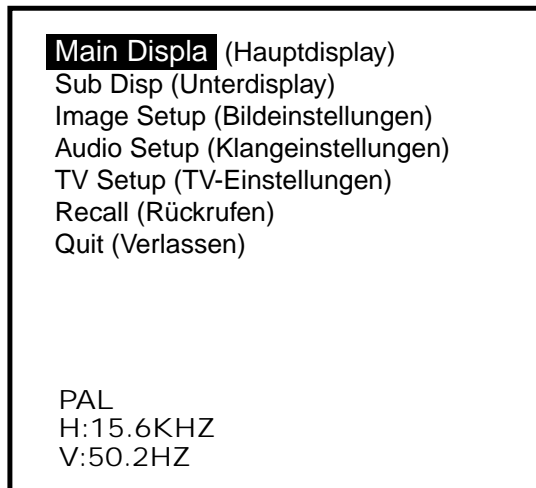 Main Displa (Hauptdisplay)
Sub Disp (Unterdisplay)
Image Setup (Bildeinstellungen)
Audio Setup (Klangeinstellungen)
TV Setup (TV-Einstellungen)
Recall (Rückrufen)
Quit (Verlassen)
PAL
H:15.6KHZ
V:50.2HZ